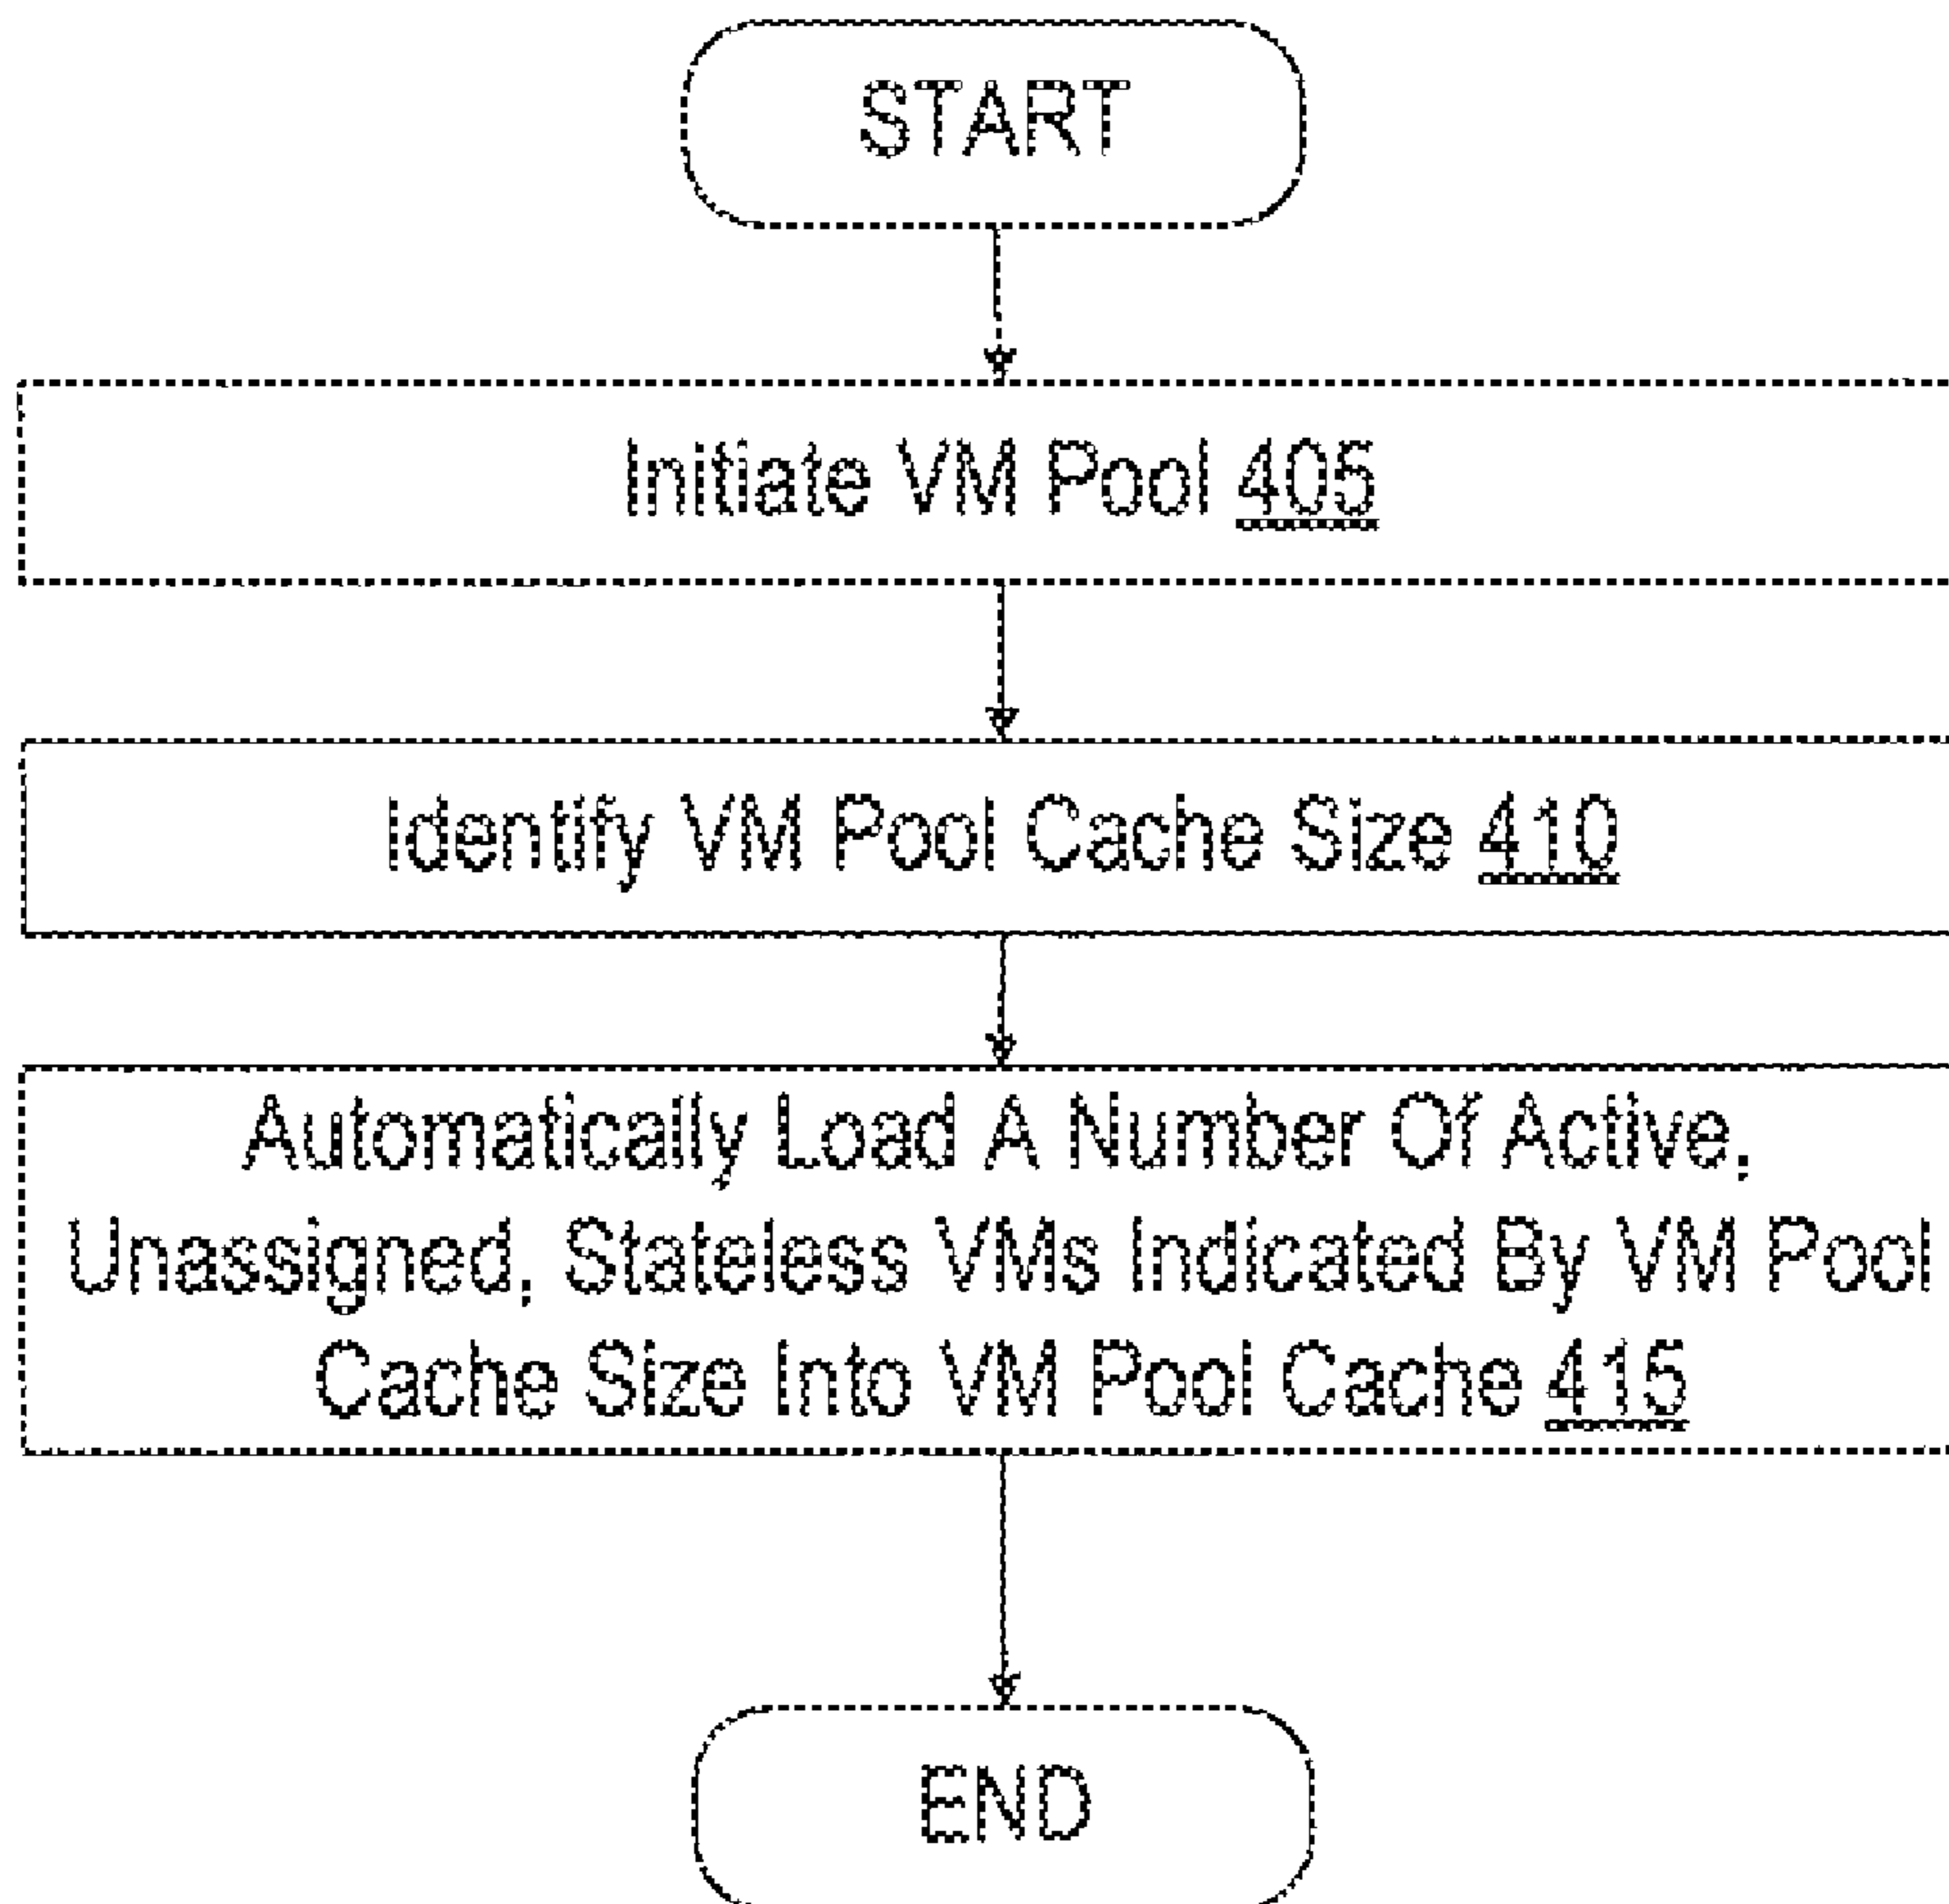 START
Initiate VM Pool 405
Identify VM Pool Cache Size 410
Automatically Load A Number Of Active,
Unassigned, Stateless VMs Indicated By VM Pool
Cache Size Into VM Pool Cache 415
END